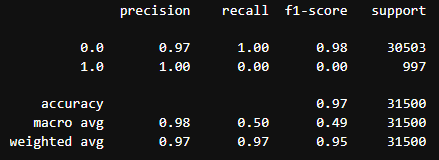 precision recall f1-score support
0.0 0.97 1.00 0.98 30503
1.0 1.00 0.00 0.00 997
accuracy 0.97 31500
macro avg 0.98 0.50 0.49 31500
weighted avg 0.97 0.97 0.95 31500